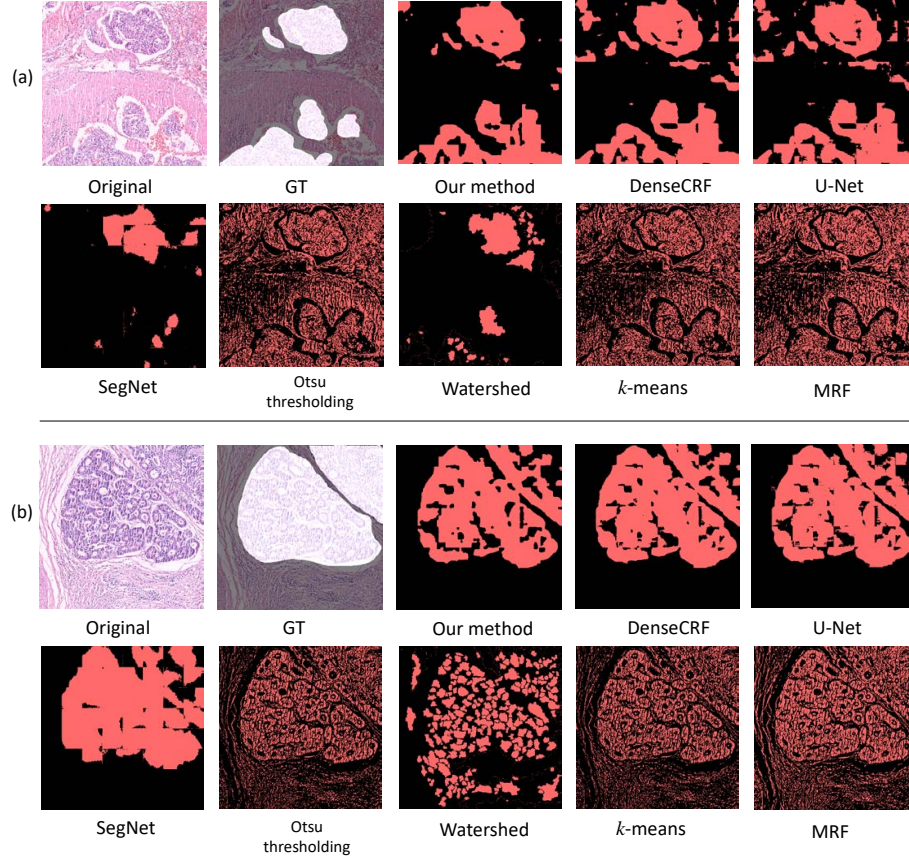 (a)
Original GT Our method DenseCRF U-Net
SegNet Otsu thresholding Watershed k-means MRF
(b)
Original GT Our method DenseCRF U-Net
SegNet Otsu thresholding Watershed k-means MRF